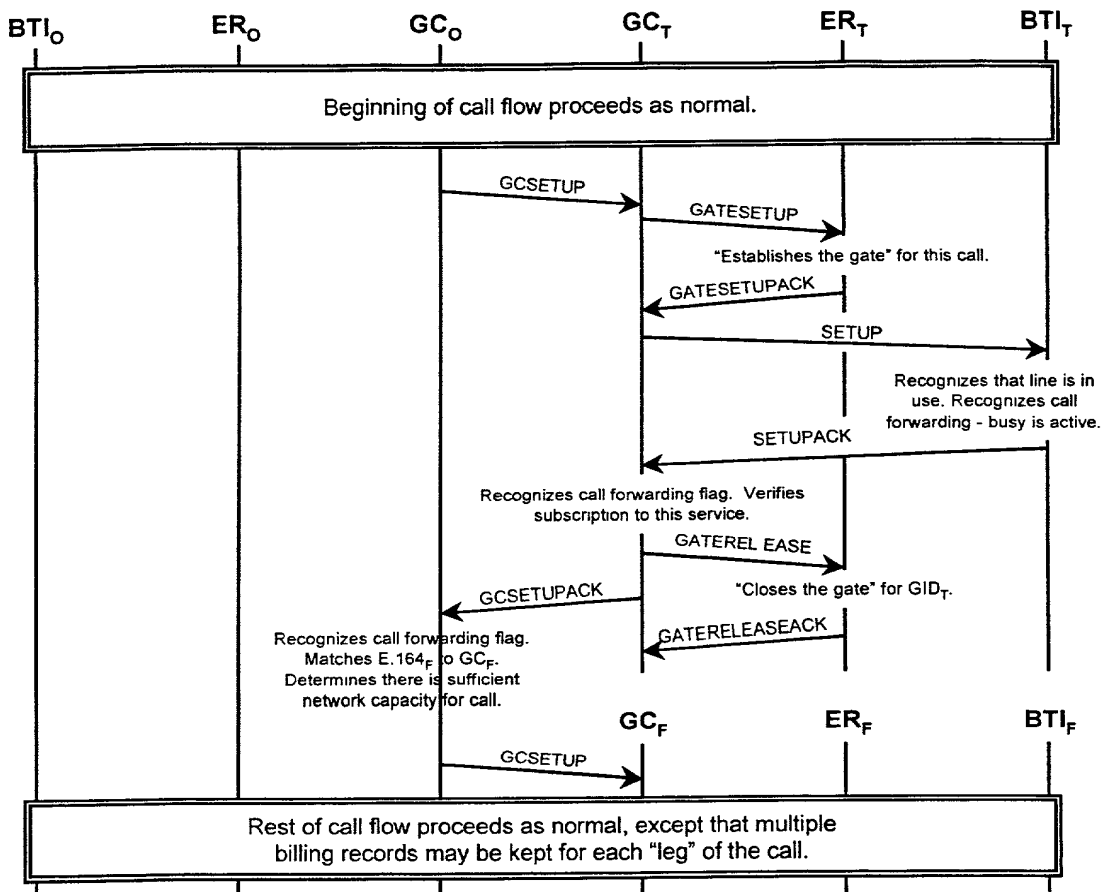 BTIO ERO GCO GCT ERT BTIT
Beginning of call flow proceeds as normal.
GCSETUP
GATESETUP
"Establishes the gate" for this call.
GATESETUPACK
SETUP
Recognizes that line is in
use. Recognizes call
forwarding - busy is active.
SETUPACK
Recognizes call forwarding flag. Verifies
subscription to this service.
GATEREL EASE
"Closes the gate" for GIDT.
GCSETUPACK
GATERELEASEACK
Recognizes call forwarding flag.
Matches E.164F to GCF.
Determines there is sufficient
network capacity for call.
GCF ERF BTIF
GCSETUP
Rest of call flow proceeds as normal, except that multiple
billing records may be kept for each "leg" of the call.